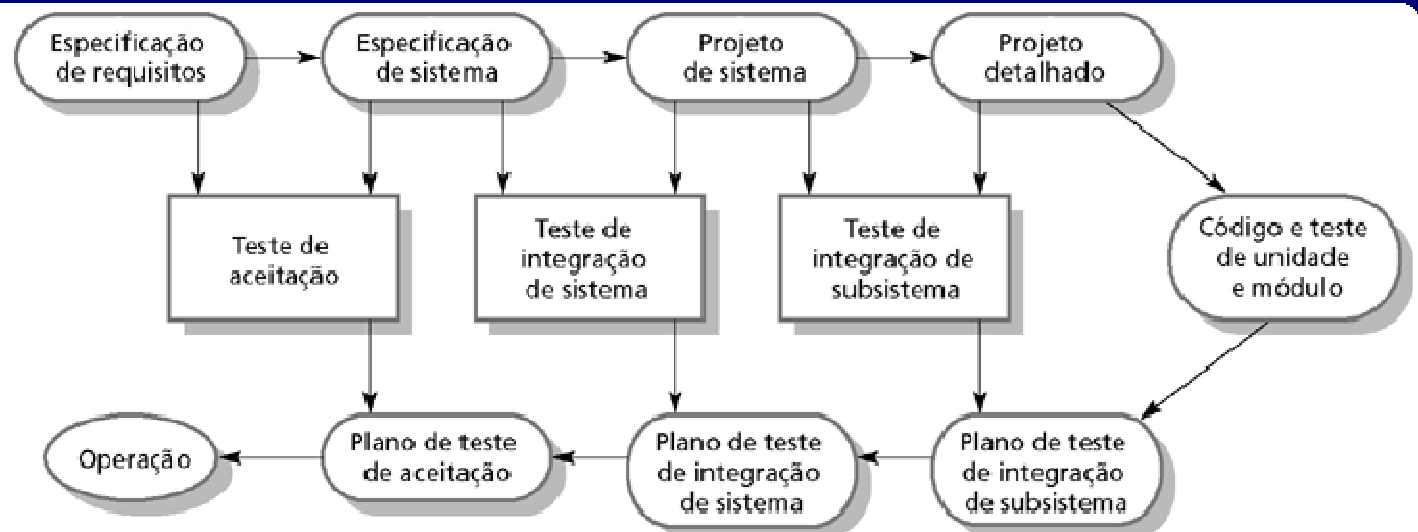 Especificação
de requisitos
Especificação
de sistema
Projeto
de sistema
Projeto
detalhado
Teste de
aceitação
Teste de
integração
de sistema
Teste de
integração de
subsistema
Código e teste
de unidade
e módulo
Operação
Plano de teste
de aceitação
Plano de teste
de integração
de sistema
Plano de teste
de integração
de subsistema